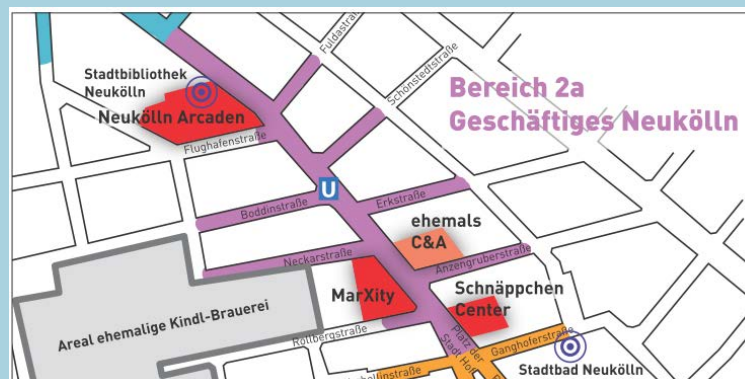 Fuldastraße
Schönstedtstraße
Stadtbibliothek
Neukölln
Neukölln Arcaden
Bereich 2a
Geschäftiges Neukölln
Flughafenstraße
U
Boddinstraße
Erkstraße
ehemals
C&A
Neckarstraße
Anzengruberstraße
MarXity
Schnäppchen
Center
Areal ehemalige Kindl-Brauerei
Rollbergstraße
Platz der
Stadt Hof
Ganghoferstraße
Stadtbad Neukölln